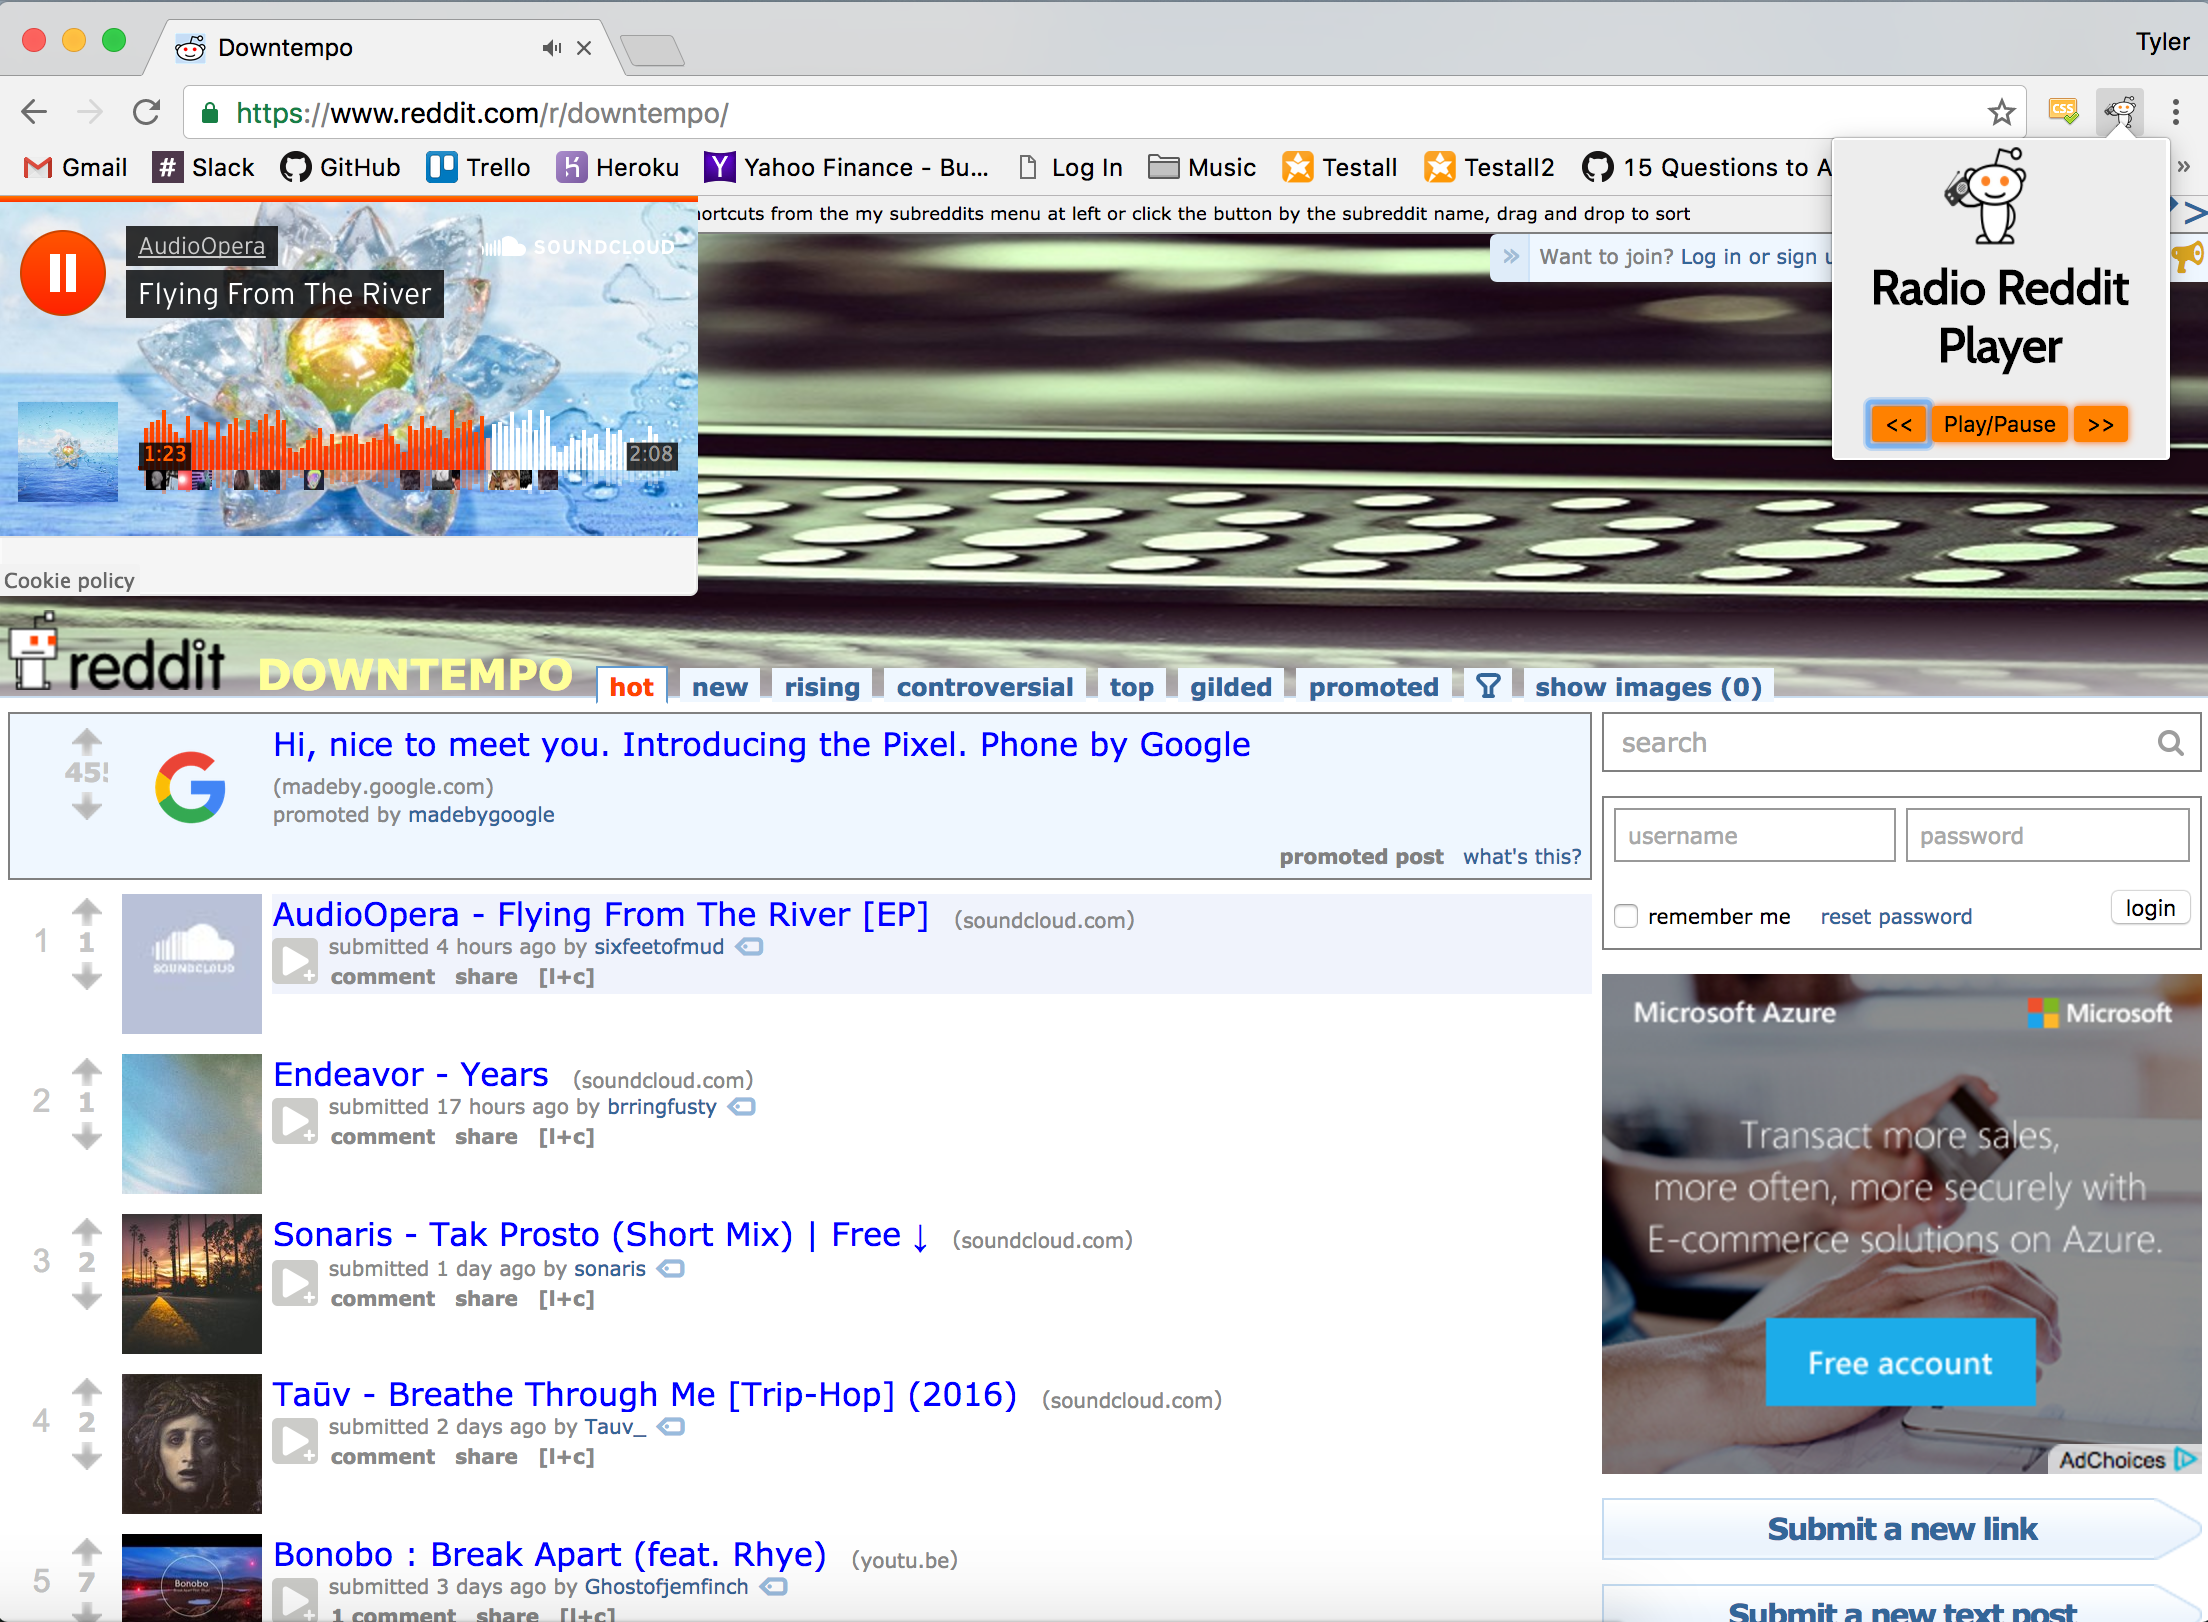 Downtempo
Tyler
https://www.reddit.com/r/downtempo/
CSS
Gmail
# Slack
GitHub
Trello
Heroku
Y Yahoo Finance - Bu...
Log In
Music
Testall
Testall2
15 Questions to A
»
ortcuts from the my subreddits menu at left or click the button by the subreddit name, drag and drop to sort
>
AudioOpera
SOUNDCLOUD
Flying From The River
1:23
2:08
Cookie policy
» Want to join? Log in or sign u
Radio Reddit
Player
<< Play/Pause >>
reddit DOWNTEMPO hot new rising controversial top gilded promoted show images (0)
45!
Hi, nice to meet you. Introducing the Pixel. Phone by Google
(madeby.google.com)
promoted by madebygoogle
promoted post what's this?
1
1
SOUNDCLOUD
AudioOpera - Flying From The River [EP] (soundcloud.com)
submitted 4 hours ago by sixfeetofmud
comment share [l+c]
2
1
Endeavor - Years (soundcloud.com)
submitted 17 hours ago by brringfusty
comment share [l+c]
3
2
Sonaris - Tak Prosto (Short Mix) | Free ↓ (soundcloud.com)
submitted 1 day ago by sonaris
comment share [l+c]
4
2
Taūv - Breathe Through Me [Trip-Hop] (2016) (soundcloud.com)
submitted 2 days ago by Tauv_
comment share [l+c]
5
7
Bonobo
Bonobo : Break Apart (feat. Rhye) (youtu.be)
submitted 3 days ago by Ghostofjemfinch
1 comment share [l+c]
search
username
password
remember me reset password login
Microsoft Azure
Microsoft
Transact more sales,
more often, more securely with
E-commerce solutions on Azure.
Free account
AdChoices
Submit a new link
Submit a new text post